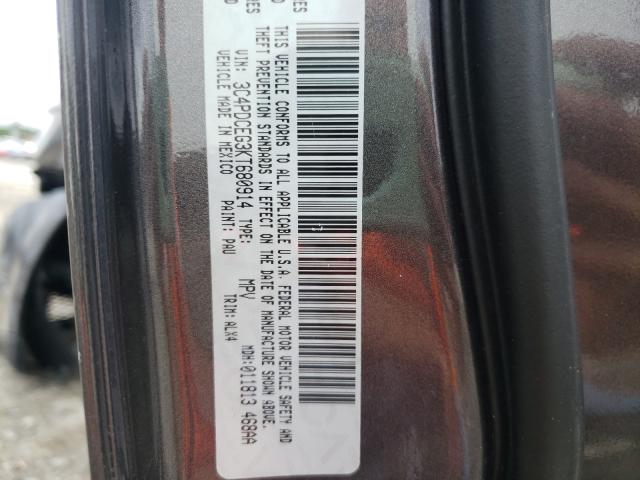 THIS VEHICLE CONFORMS TO ALL APPLICABLE U.S.A. FEDERAL MOTOR VEHICLE SAFETY AND
THEFT PREVENTION STANDARDS IN EFFECT ON THE DATE OF MANUFACTURE SHOWN ABOVE.
VIN: 3C4PDCEG3KT680914 TYPE: MPV MDH: 011813 468AA
VEHICLE MADE IN MEXICO PAINT: PAU TRIM: ALX4